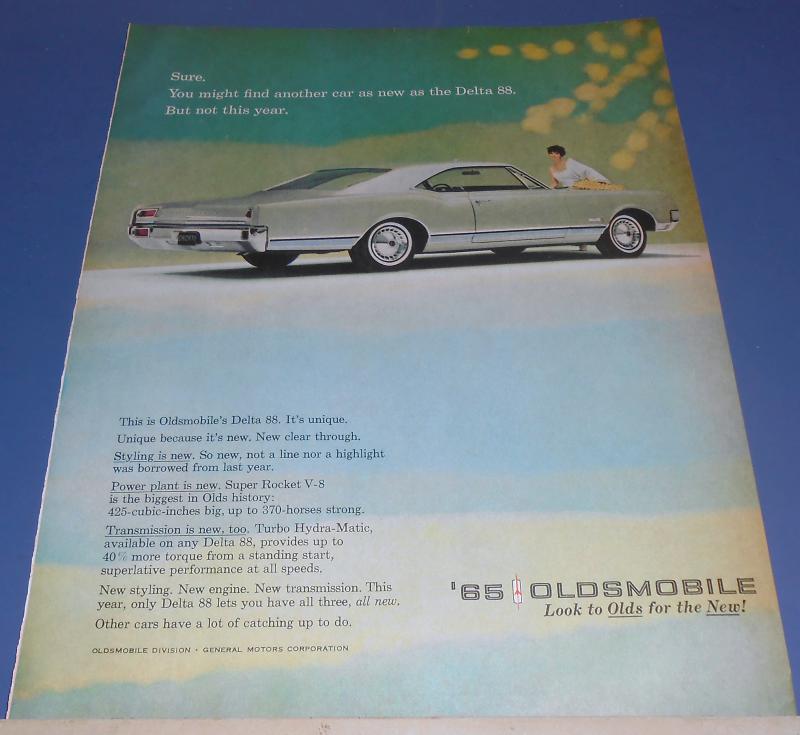 Sure.
You might find another car as new as the Delta 88.
But not this year.
This is Oldsmobile's Delta 88. It's unique.
Unique because it's new. New clear through.
Styling is new. So new, not a line nor a highlight
was borrowed from last year.
Power plant is new. Super Rocket V-8
is the biggest in Olds history:
425-cubic-inches big, up to 370-horses strong.
Transmission is new, too. Turbo Hydra-Matic,
available on any Delta 88, provides up to
40% more torque from a standing start,
superlative performance at all speeds.
New styling. New engine. New transmission. This
year, only Delta 88 lets you have all three, all new.
Other cars have a lot of catching up to do.
'65 OLDSMOBILE
Look to Olds for the New!
OLDSMOBILE DIVISION • GENERAL MOTORS CORPORATION